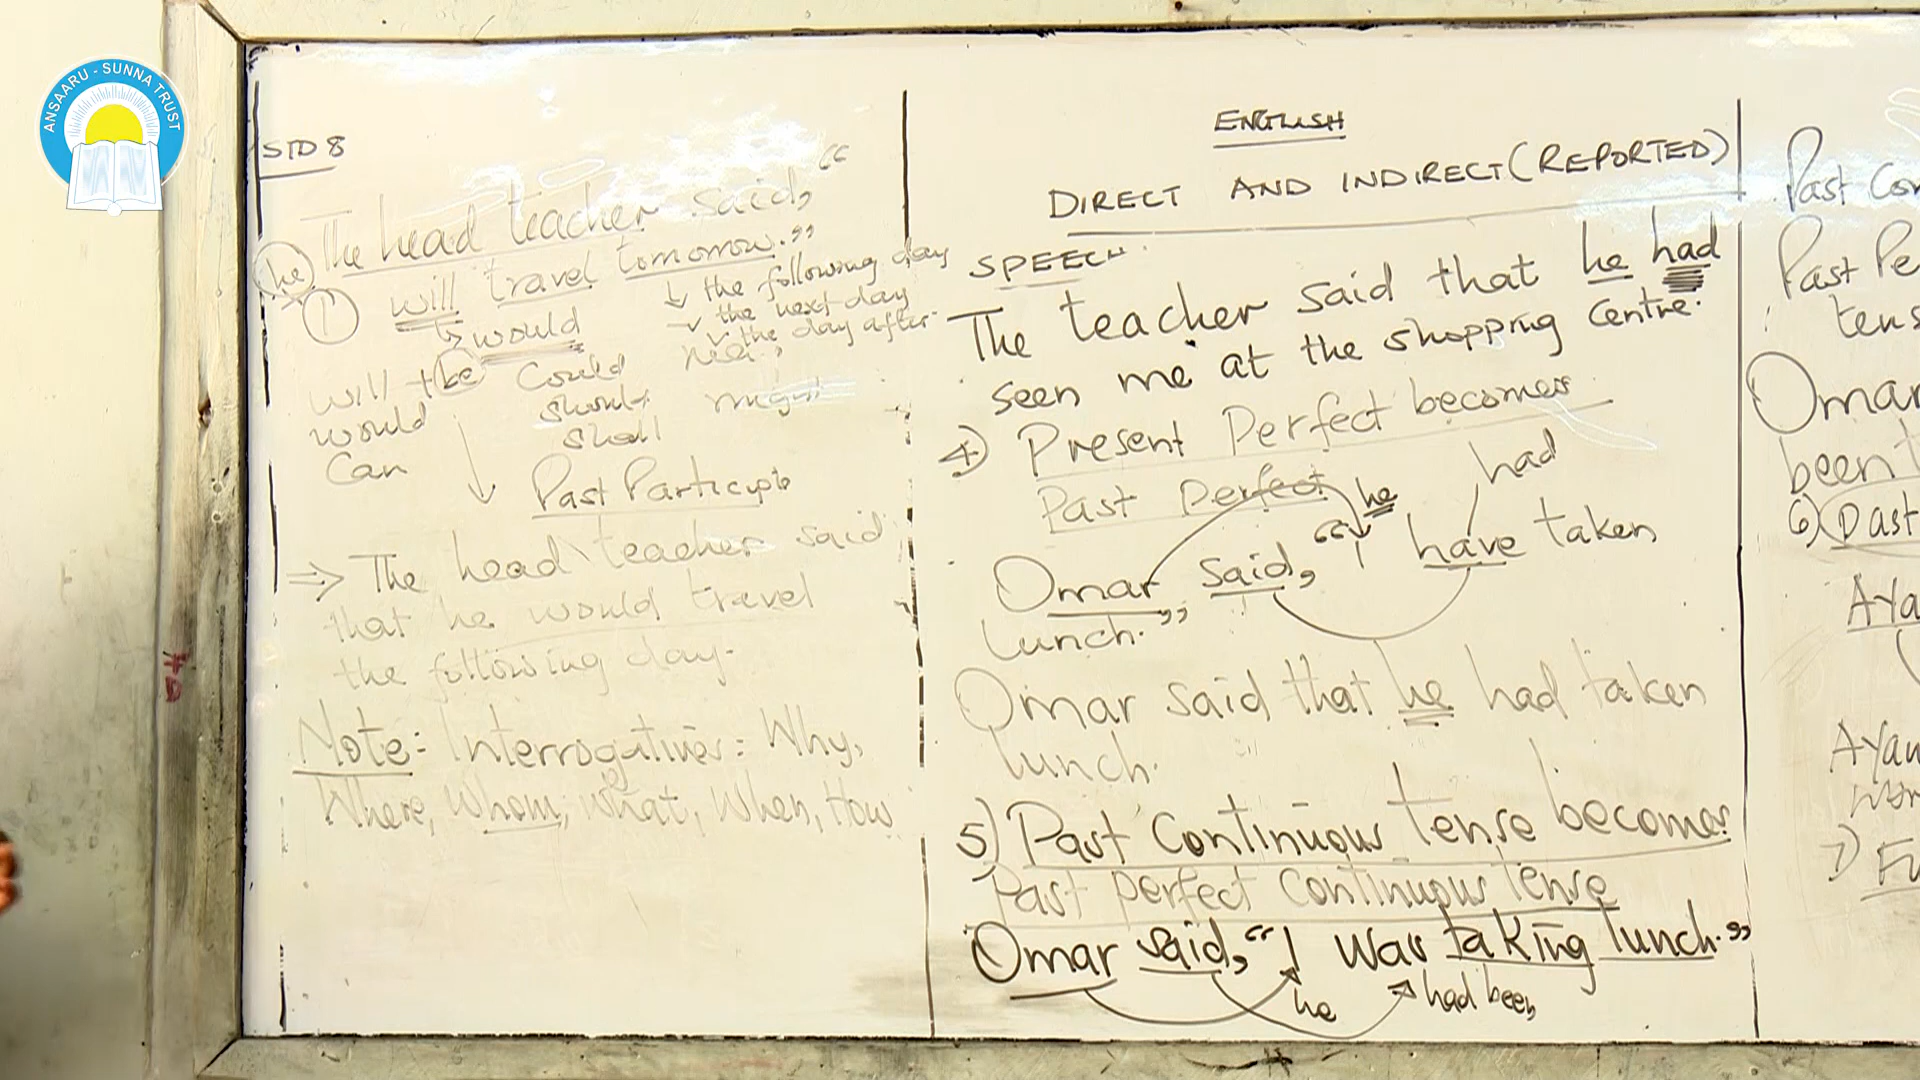 ANSAARU - SUNNA TRUST
STD 8
The head teacher said, “
he
I will travel tomorrow.”
↳ would
↓ the following day
the next day
the day after
will + be could
would should might
Can shall
Past Participle
⇒ The head teacher said
that he would travel
the following day.
Note: Interrogatives: Why,
Where, Whom, What, When, How
ENGLISH
DIRECT AND INDIRECT (REPORTED)
SPEECH
The teacher said that he had
seen me at the shopping centre.
4) Present Perfect becomes
Past Perfect
he had
Omar said, “I have taken
lunch.”
Omar said that he had taken
lunch.
5) Past Continuous tense becomes
Past perfect continuous tense
Omar said, “I was taking lunch.”
he had been
Past Con
Past Pe
tens
Omar
been t
6) Past
Aya
Ayan
7) Fu